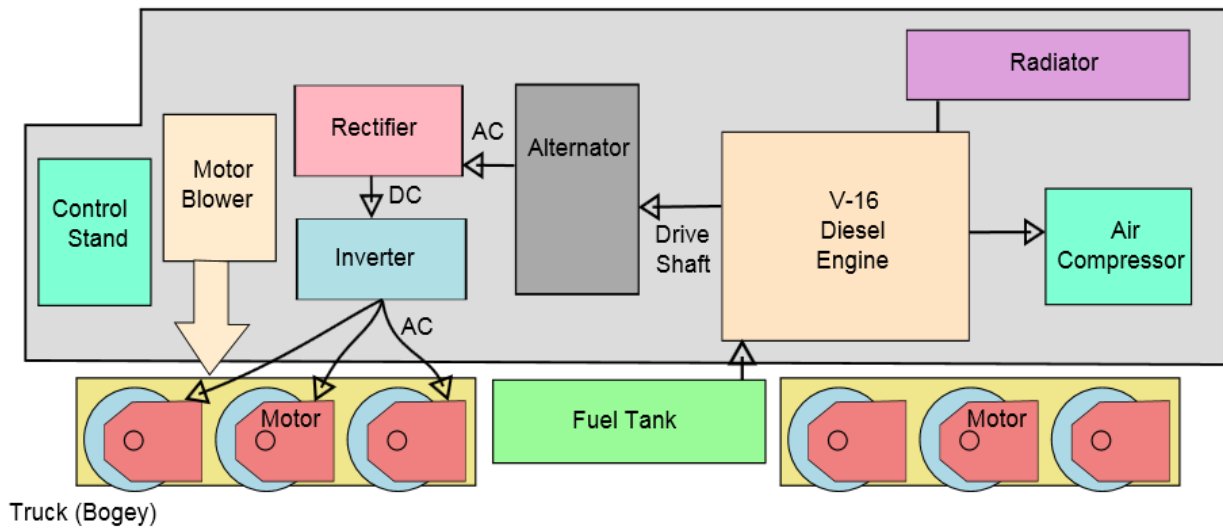 Radiator
Rectifier
AC
Alternator
Motor
Blower
DC
V-16
Diesel
Engine
Control
Stand
Inverter
Drive
Shaft
Air
Compressor
AC
Motor
Fuel Tank
Motor
Truck (Bogey)